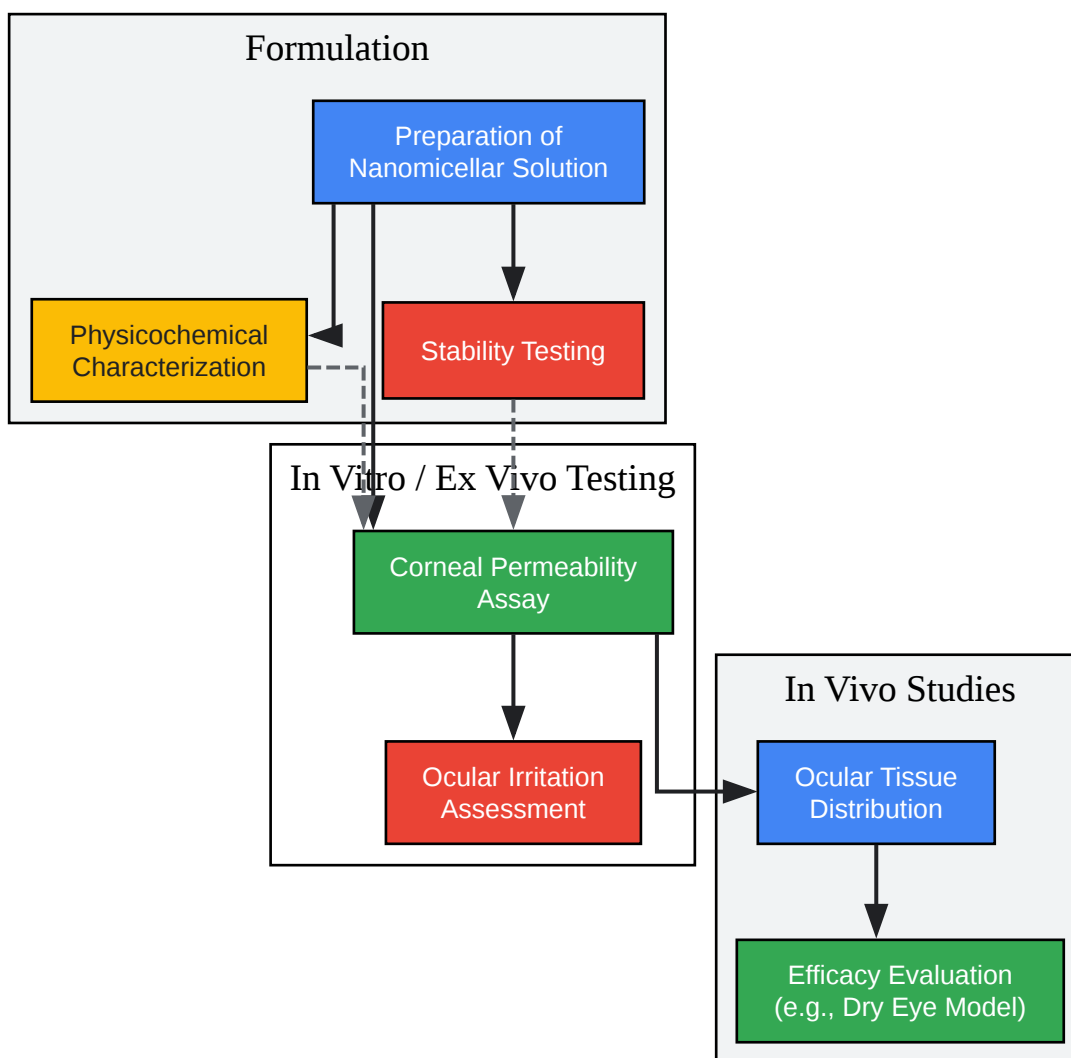 Formulation
Preparation of
Nanomicellar Solution
Physicochemical
Characterization
Stability Testing
In Vitro / Ex Vivo Testing
Corneal Permeability
Assay
Ocular Irritation
Assessment
In Vivo Studies
Ocular Tissue
Distribution
Efficacy Evaluation
(e.g., Dry Eye Model)